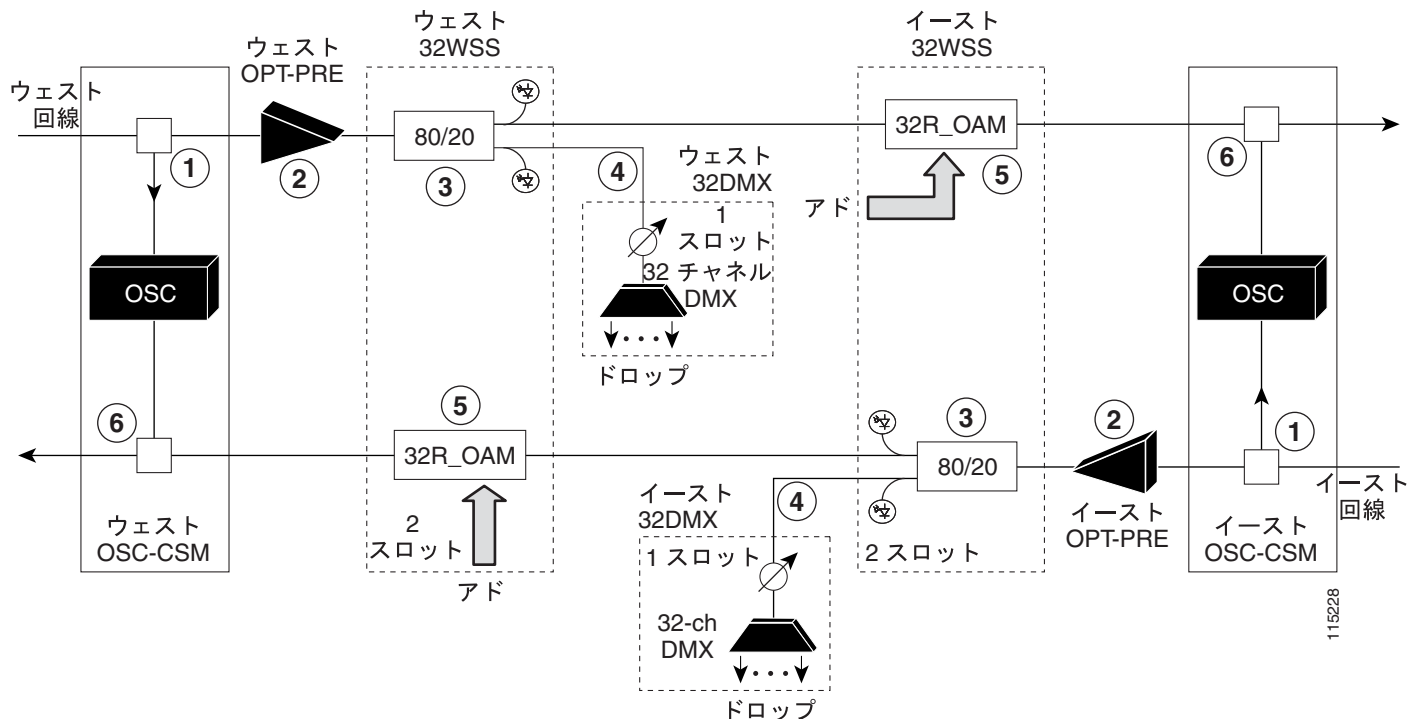 ウェスト
回線
ウェスト
OPT-PRE
ウェスト
32WSS
イースト
32WSS
1
2
80/20
3
4
ウェスト
32DMX
1
スロット
32 チャネル
DMX
ドロップ
32R_OAM
5
アド
6
OSC
OSC
6
ウェスト
OSC-CSM
5
32R_OAM
2
スロット
アド
イースト
32DMX
4
1 スロット
32-ch
DMX
ドロップ
3
80/20
2 スロット
2
イースト
OPT-PRE
1
イースト
回線
イースト
OSC-CSM
115228